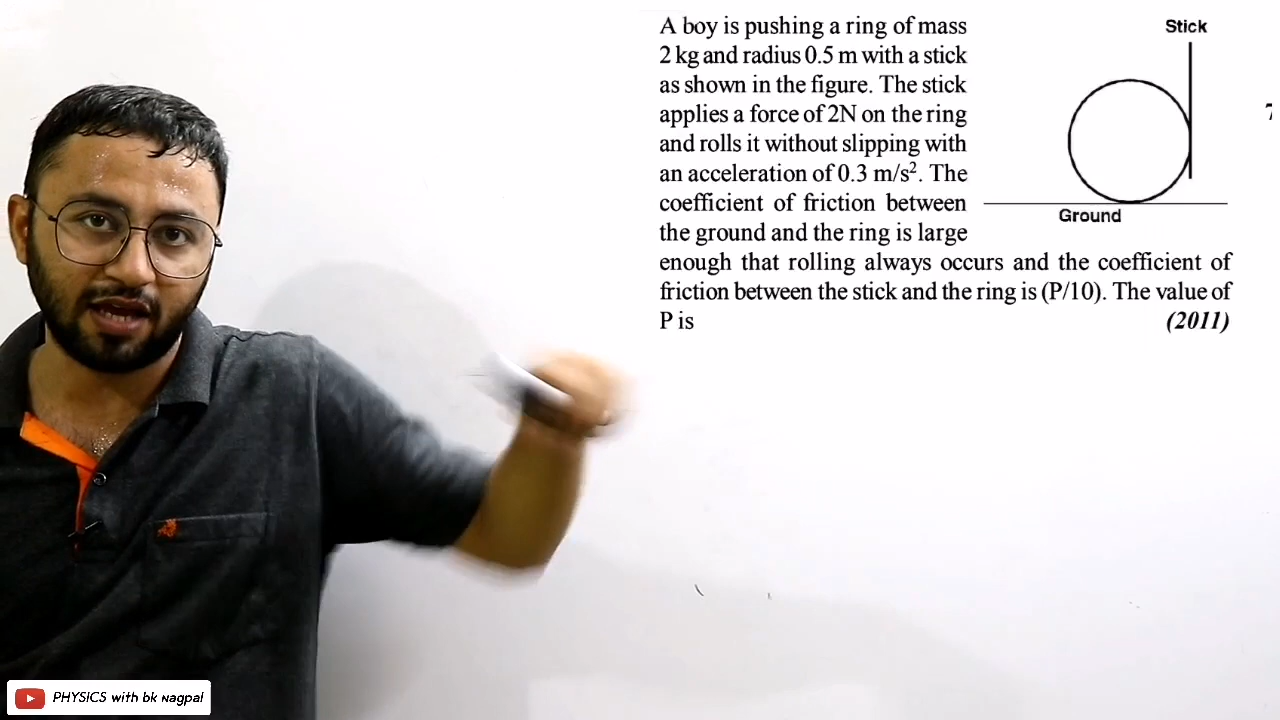 A boy is pushing a ring of mass
2 kg and radius 0.5 m with a stick
as shown in the figure. The stick
applies a force of 2N on the ring
and rolls it without slipping with
an acceleration of 0.3 m/s². The
coefficient of friction between
the ground and the ring is large
enough that rolling always occurs and the coefficient of
friction between the stick and the ring is (P/10). The value of
P is (2011)
Stick
Ground
7
PHYSICS with bk nagpal